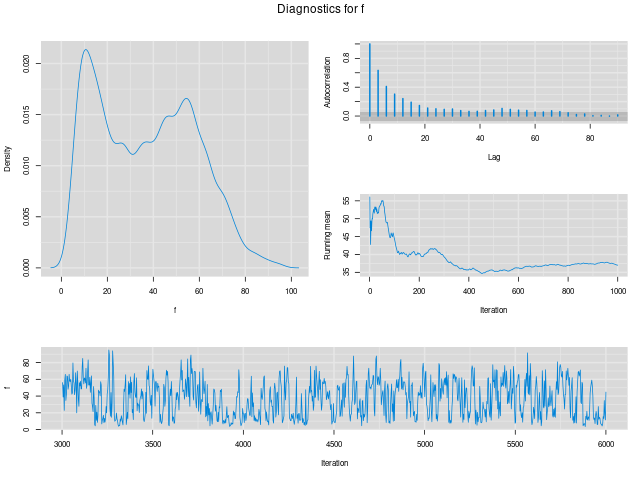 Diagnostics for f
Density
0.000
0.005
0.010
0.015
0.020
0 20 40 60 80 100
f
Autocorrelation
0.0 0.4 0.8
0 20 40 60 80
Lag
Running mean
35 40 45 50 55
0 200 400 600 800 1000
Iteration
f
0 20 40 60 80
3000 3500 4000 4500 5000 5500 6000
Iteration